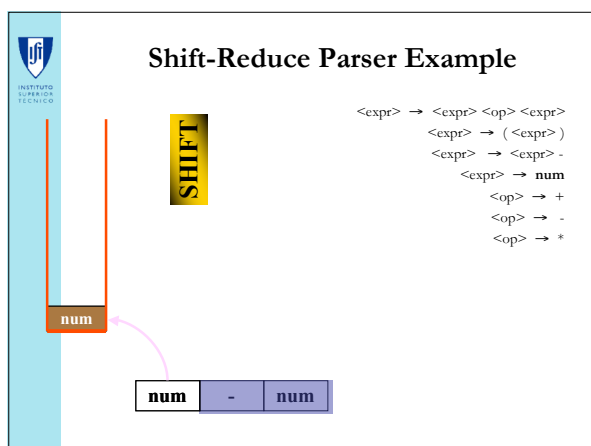 Shift-Reduce Parser Example
INSTITUTO
SUPERIOR
TÉCNICO
SHIFT
<expr> → <expr> <op> <expr>
<expr> → ( <expr> )
<expr> → <expr> -
<expr> → num
<op> → +
<op> → -
<op> → *
num
num - num